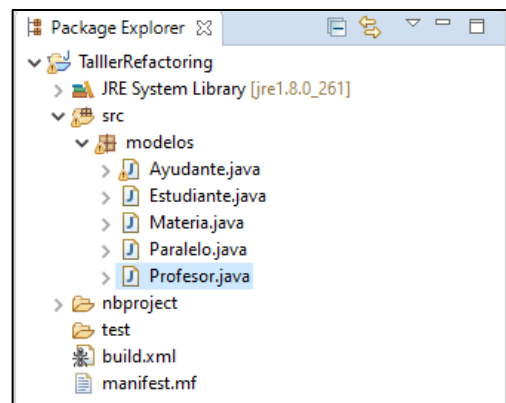 Package Explorer
TalllerRefactoring
JRE System Library [jre1.8.0_261]
src
modelos
Ayudante.java
Estudiante.java
Materia.java
Paralelo.java
Profesor.java
nbproject
test
build.xml
manifest.mf